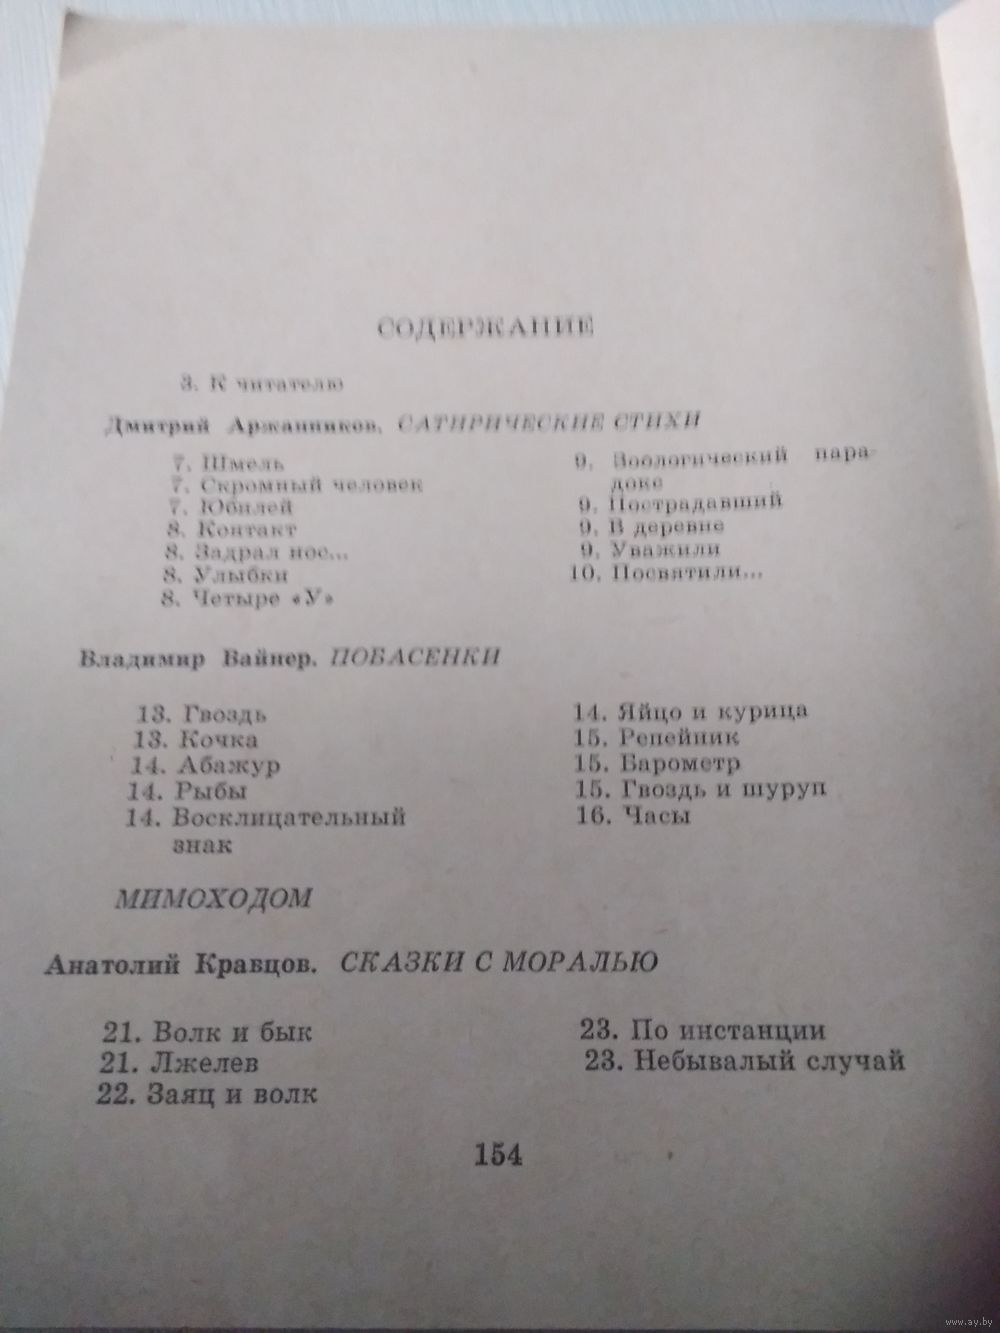 СОДЕРЖАНИЕ
3. К читателю
Дмитрий Аржанников. САТИРИЧЕСКИЕ СТИХИ
7. Шмель
7. Скромный человек
7. Юбилей
8. Контакт
8. Задрал нос...
8. Улыбки
8. Четыре «У»
9. Зоологический пара-
докс
9. Пострадавший
9. В деревне
9. Уважили
10. Посвятили...
Владимир Вайнер. ПОБАСЕНКИ
13. Гвоздь
13. Кочка
14. Абажур
14. Рыбы
14. Восклицательный
знак
14. Яйцо и курица
15. Репейник
15. Барометр
15. Гвоздь и шуруп
16. Часы
МИМОХОДОМ
Анатолий Кравцов. СКАЗКИ С МОРАЛЬЮ
21. Волк и бык
21. Лжелев
22. Заяц и волк
23. По инстанции
23. Небывалый случай
154
www.ay.by